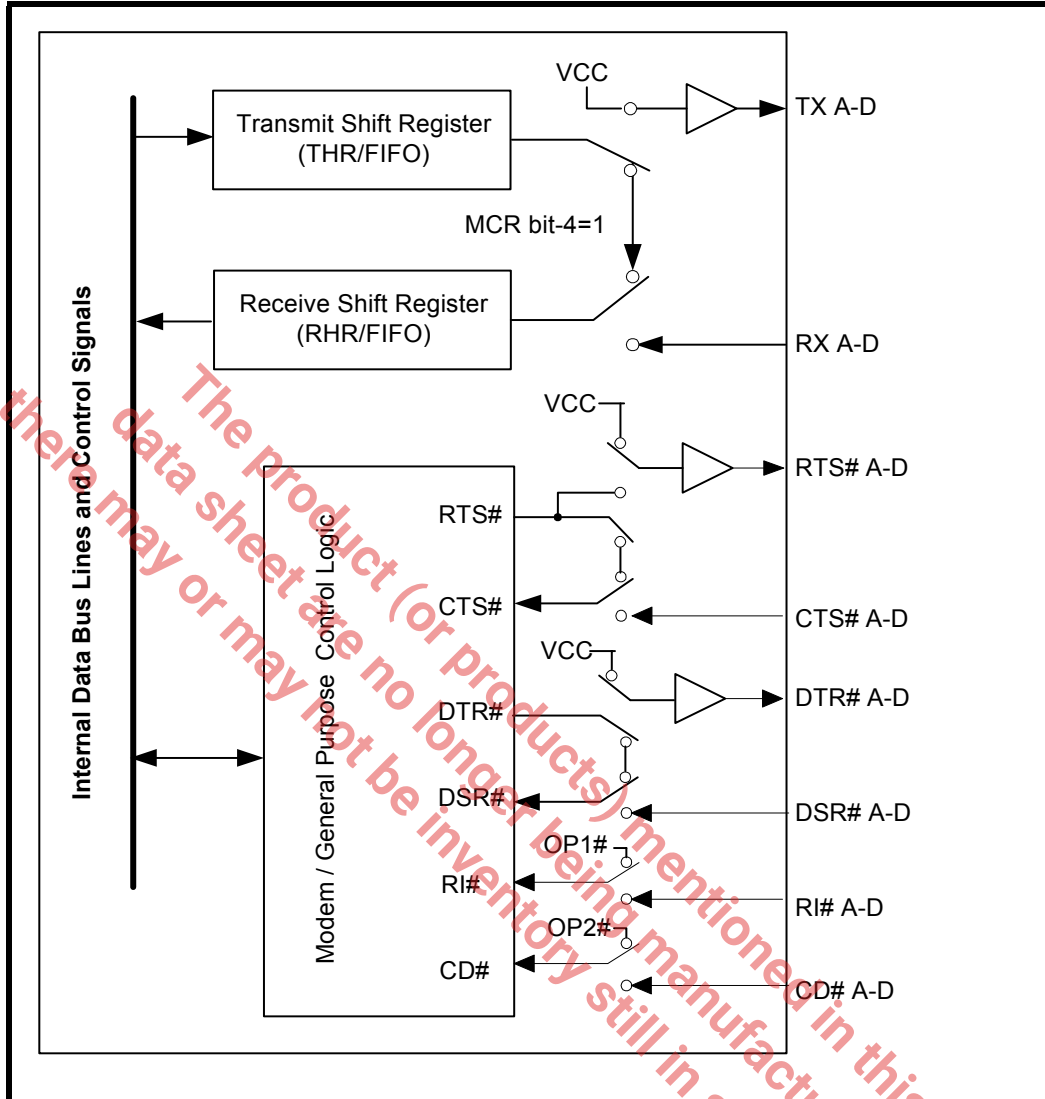 VCC
TX A-D
Transmit Shift Register
(THR/FIFO)
MCR bit-4=1
Receive Shift Register
(RHR/FIFO)
RX A-D
Internal Data Bus Lines and Control Signals
VCC
RTS# A-D
Modem / General Purpose Control Logic
RTS#
CTS#
CTS# A-D
VCC
DTR# A-D
DTR#
DSR#
DSR# A-D
OP1#
RI#
RI# A-D
OP2#
CD#
CD# A-D
The product (or products) mentioned in this
data sheet are no longer being
there may or may not be inventory still in